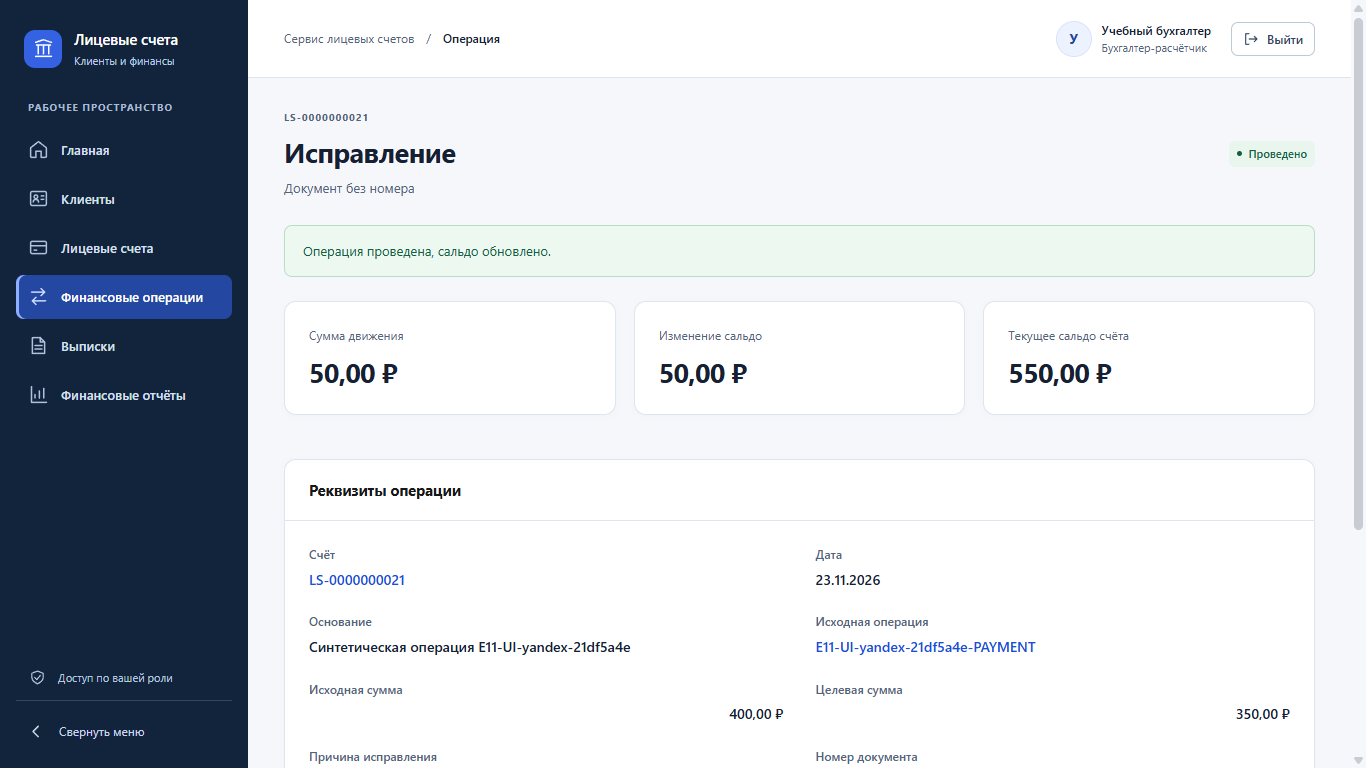 Лицевые счета
Клиенты и финансы
РАБОЧЕЕ ПРОСТРАНСТВО
Главная
Клиенты
Лицевые счета
Финансовые операции
Выписки
Финансовые отчёты
Доступ по вашей роли
Свернуть меню
Сервис лицевых счетов / Операция
У
Учебный бухгалтер
Бухгалтер-расчётчик
Выйти
LS-0000000021
Исправление
Проведено
Документ без номера
Операция проведена, сальдо обновлено.
Сумма движения
50,00 ₽
Изменение сальдо
50,00 ₽
Текущее сальдо счёта
550,00 ₽
Реквизиты операции
Счёт
LS-0000000021
Дата
23.11.2026
Основание
Синтетическая операция E11-UI-yandex-21df5a4e
Исходная операция
E11-UI-yandex-21df5a4e-PAYMENT
Исходная сумма
400,00 ₽
Целевая сумма
350,00 ₽
Причина исправления
Номер документа